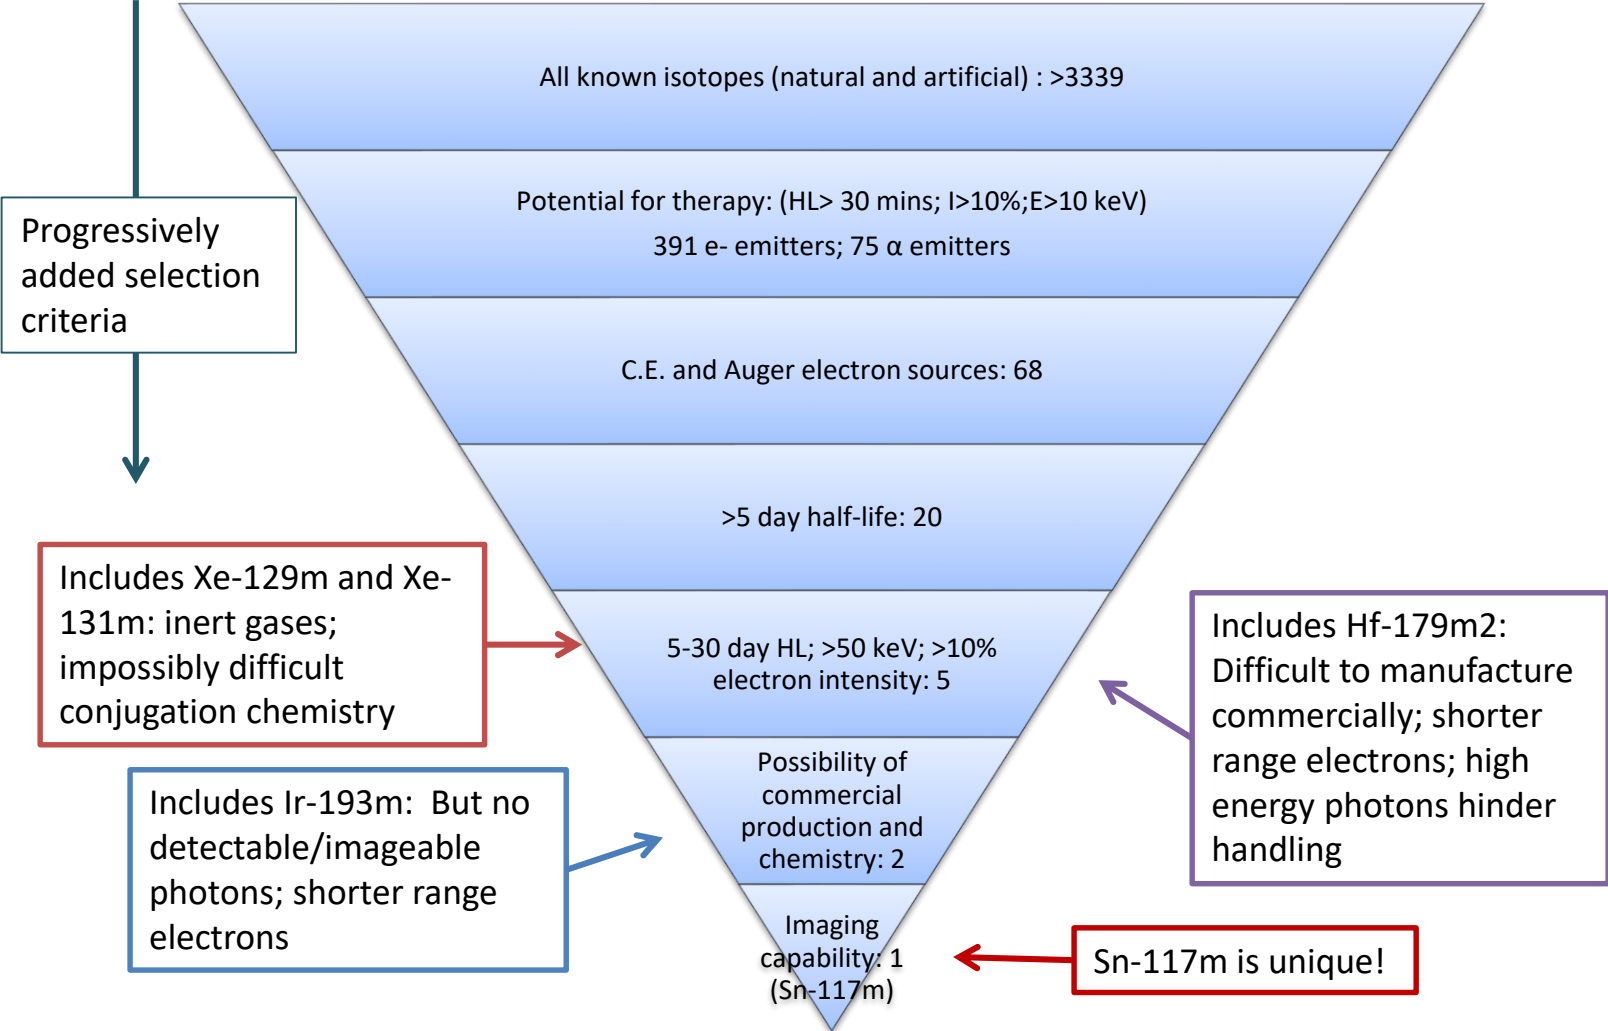 All known isotopes (natural and artificial) : >3339
Potential for therapy: (HL> 30 mins; I>10%;E>10 keV)
391 e- emitters; 75 α emitters
Progressively
added selection
criteria
C.E. and Auger electron sources: 68
>5 day half-life: 20
Includes Xe-129m and Xe-
131m: inert gases;
impossibly difficult
conjugation chemistry
5-30 day HL; >50 keV; >10%
electron intensity: 5
Includes Hf-179m2:
Difficult to manufacture
commercially; shorter
range electrons; high
energy photons hinder
handling
Possibility of
commercial
production and
chemistry: 2
Includes Ir-193m:  But no
detectable/imageable
photons; shorter range
electrons
Imaging
capability: 1
(Sn-117m)
Sn-117m is unique!